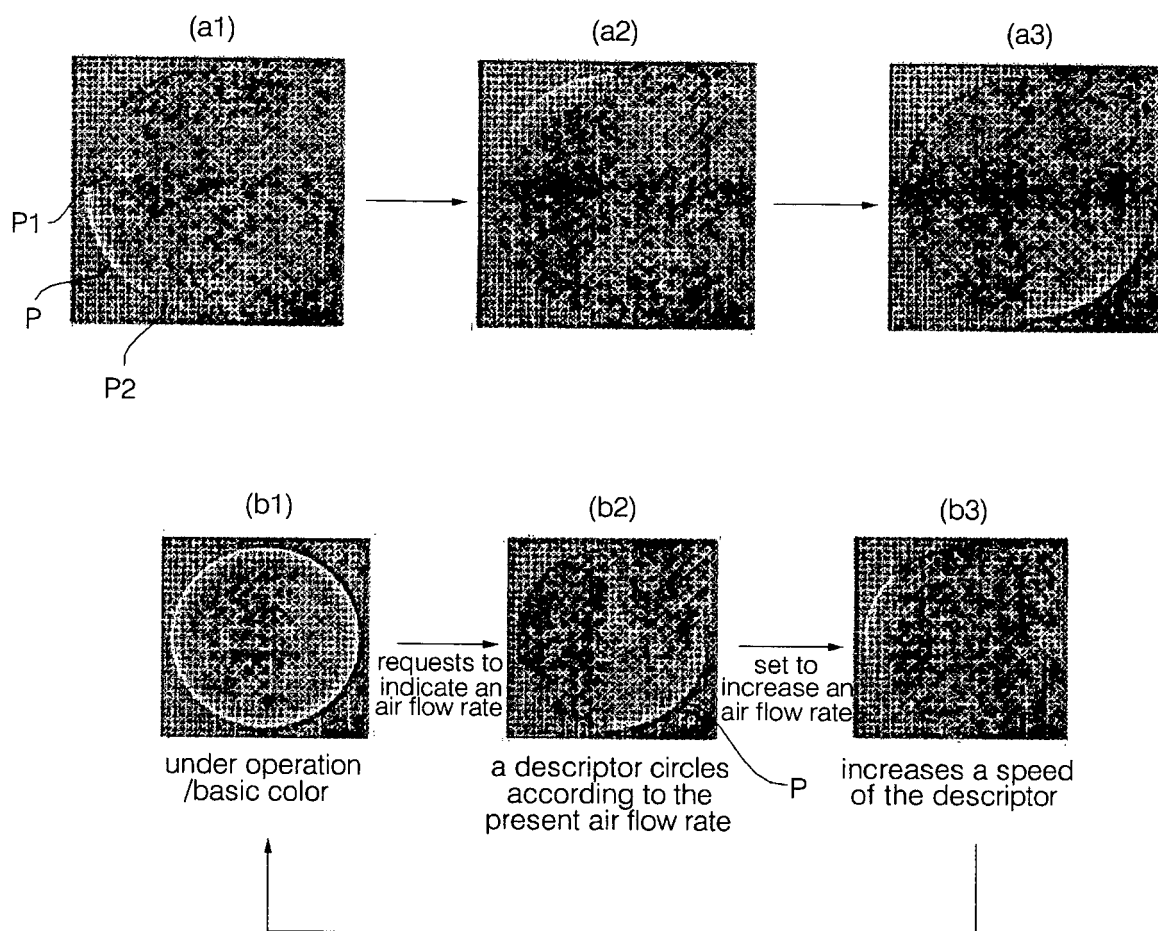 (a1)
(a2)
(a3)
P1
P
P2
(b1)
(b2)
(b3)
requests to
indicate an
air flow rate
set to
increase an
air flow rate
under operation
/basic color
a descriptor circles
according to the
present air flow rate
P
increases a speed
of the descriptor